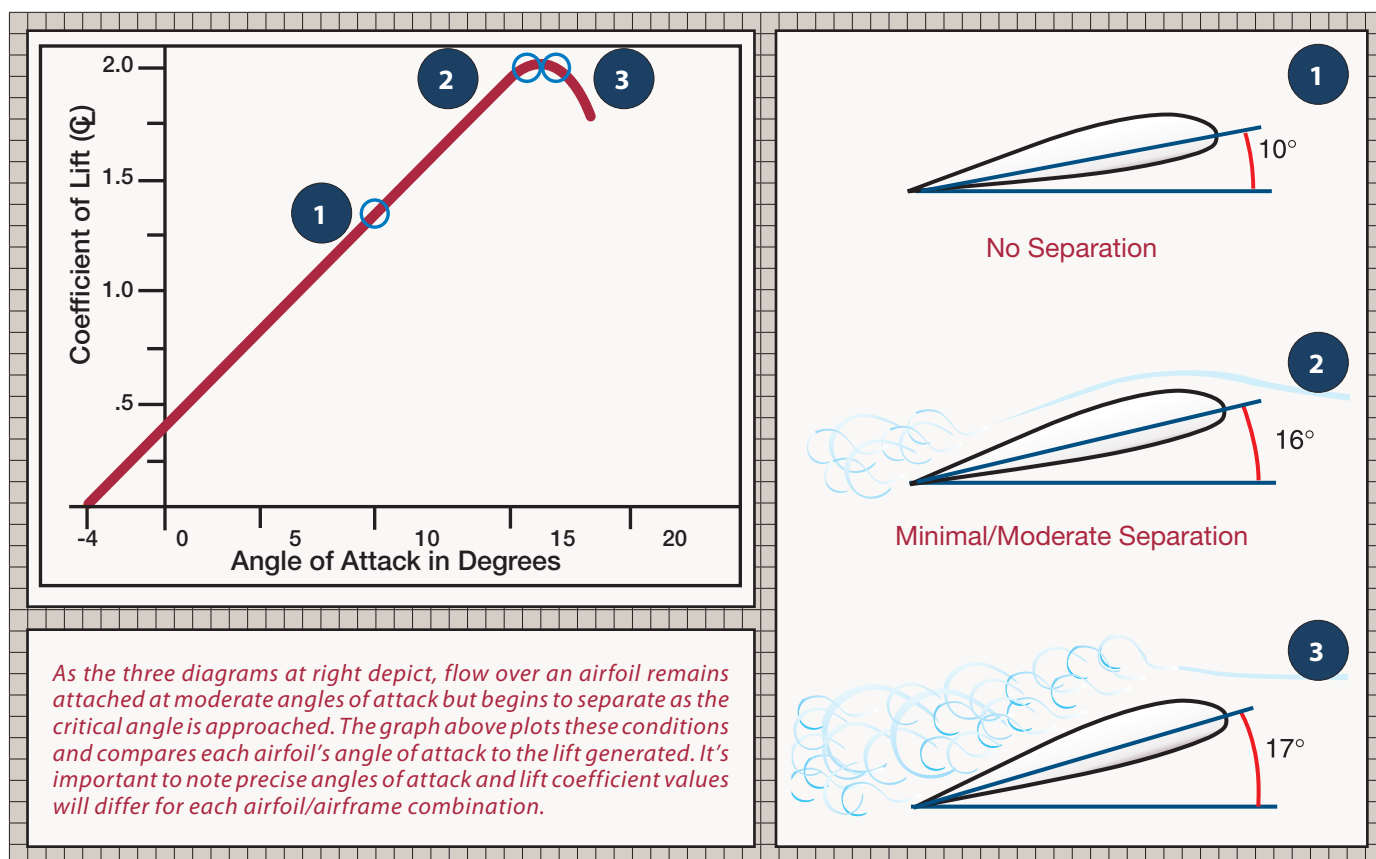 2.0
1.5
1.0
.5
Coefficient of Lift (CL)
1
2
3
-4 0 5 10 15 20
Angle of Attack in Degrees
As the three diagrams at right depict, flow over an airfoil remains
attached at moderate angles of attack but begins to separate as the
critical angle is approached. The graph above plots these conditions
and compares each airfoil's angle of attack to the lift generated. It's
important to note precise angles of attack and lift coefficient values
will differ for each airfoil/airframe combination.
1
10°
No Separation
2
16°
Minimal/Moderate Separation
3
17°